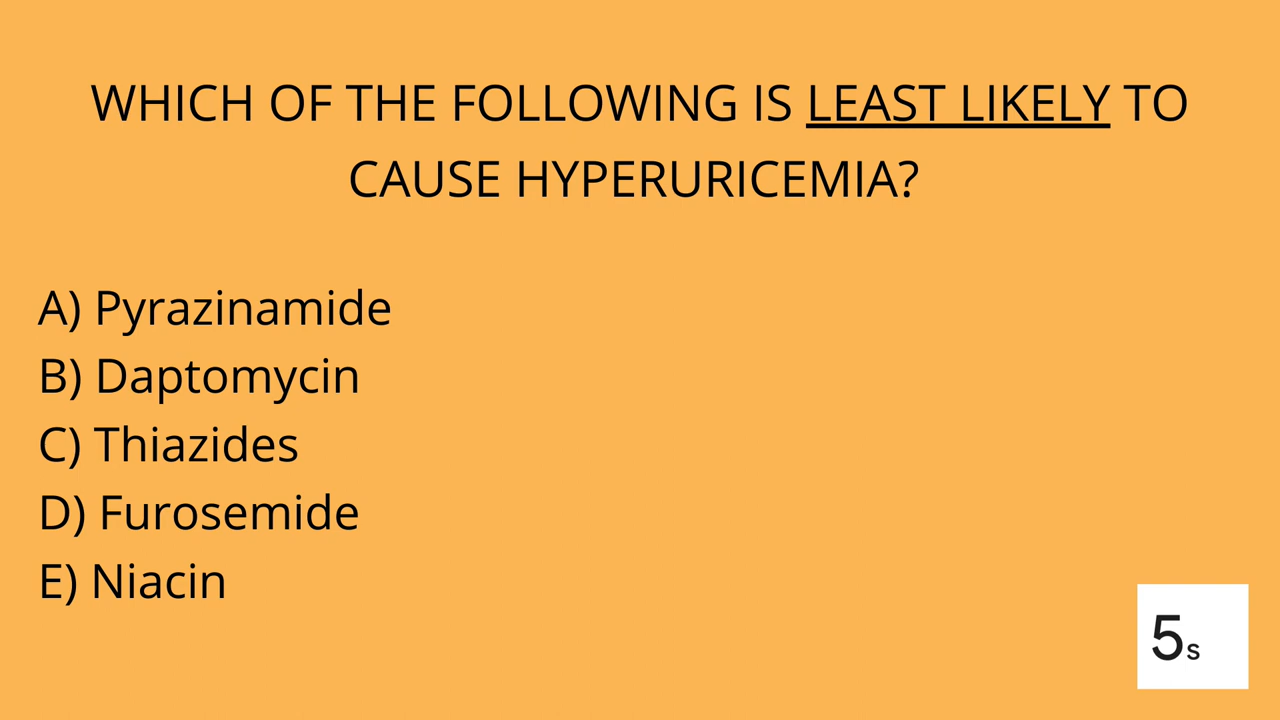 WHICH OF THE FOLLOWING IS LEAST LIKELY TO
CAUSE HYPERURICEMIA?
A) Pyrazinamide
B) Daptomycin
C) Thiazides
D) Furosemide
E) Niacin
5s